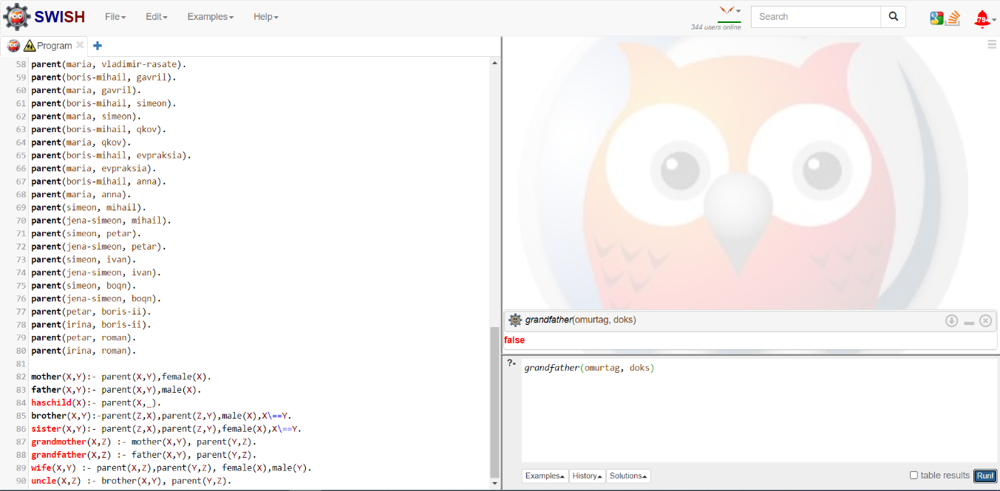 SWISH File Edit Examples Help 344 users online Search 794
Program
58 parent(maria, vladimir-rasate).
59 parent(boris-mihail, gavril).
60 parent(maria, gavril).
61 parent(boris-mihail, simeon).
62 parent(maria, simeon).
63 parent(boris-mihail, qkov).
64 parent(maria, qkov).
65 parent(boris-mihail, evpraksia).
66 parent(maria, evpraksia).
67 parent(boris-mihail, anna).
68 parent(maria, anna).
69 parent(simeon, mihail).
70 parent(jena-simeon, mihail).
71 parent(simeon, petar).
72 parent(jena-simeon, petar).
73 parent(simeon, ivan).
74 parent(jena-simeon, ivan).
75 parent(simeon, boqn).
76 parent(jena-simeon, boqn).
77 parent(petar, boris-ii).
78 parent(irina, boris-ii).
79 parent(petar, roman).
80 parent(irina, roman).
81
82 mother(X,Y):- parent(X,Y),female(X).
83 father(X,Y):- parent(X,Y),male(X).
84 haschild(X):- parent(X,_).
85 brother(X,Y):-parent(Z,X),parent(Z,Y),male(X),X\==Y.
86 sister(X,Y):- parent(Z,X),parent(Z,Y),female(X),X\==Y.
87 grandmother(X,Z) :- mother(X,Y), parent(Y,Z).
88 grandfather(X,Z) :- father(X,Y), parent(Y,Z).
89 wife(X,Y) :- parent(X,Z),parent(Y,Z), female(X),male(Y).
90 uncle(X,Z) :- brother(X,Y), parent(Y,Z).
grandfather(omurtag, doks)
false
?- grandfather(omurtag, doks)
Examples History Solutions table results Run!